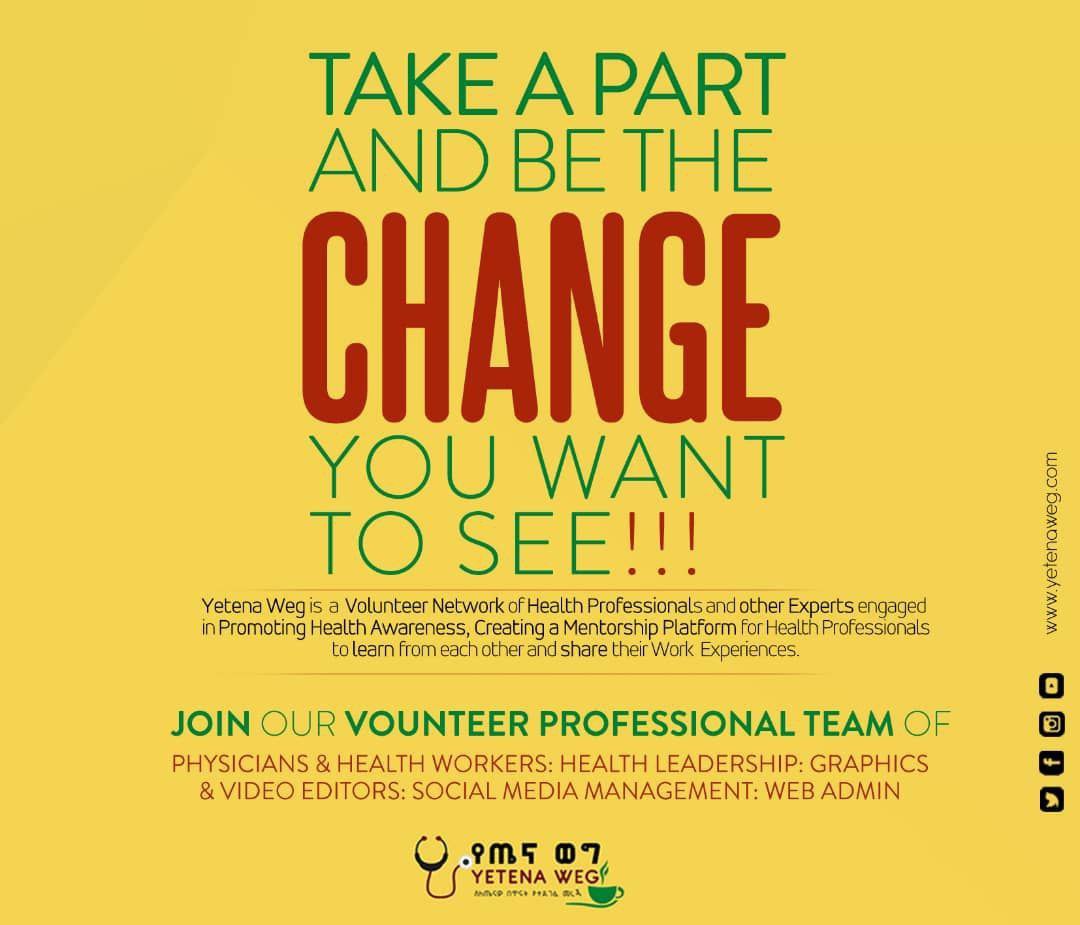 TAKE A PART
AND BE THE
CHANGE
YOU WANT
TO SEE!!!
Yetena Weg is a Volunteer Network of Health Professionals and other Experts engaged
in Promoting Health Awareness, Creating a Mentorship Platform for Health Professionals
to learn from each other and share their Work Experiences.
JOIN OUR VOUNTEER PROFESSIONAL TEAM OF
PHYSICIANS & HEALTH WORKERS: HEALTH LEADERSHIP: GRAPHICS
& VIDEO EDITORS: SOCIAL MEDIA MANAGEMENT: WEB ADMIN
የጤና ወግ
YETENA WEG
www.yetenaweg.com